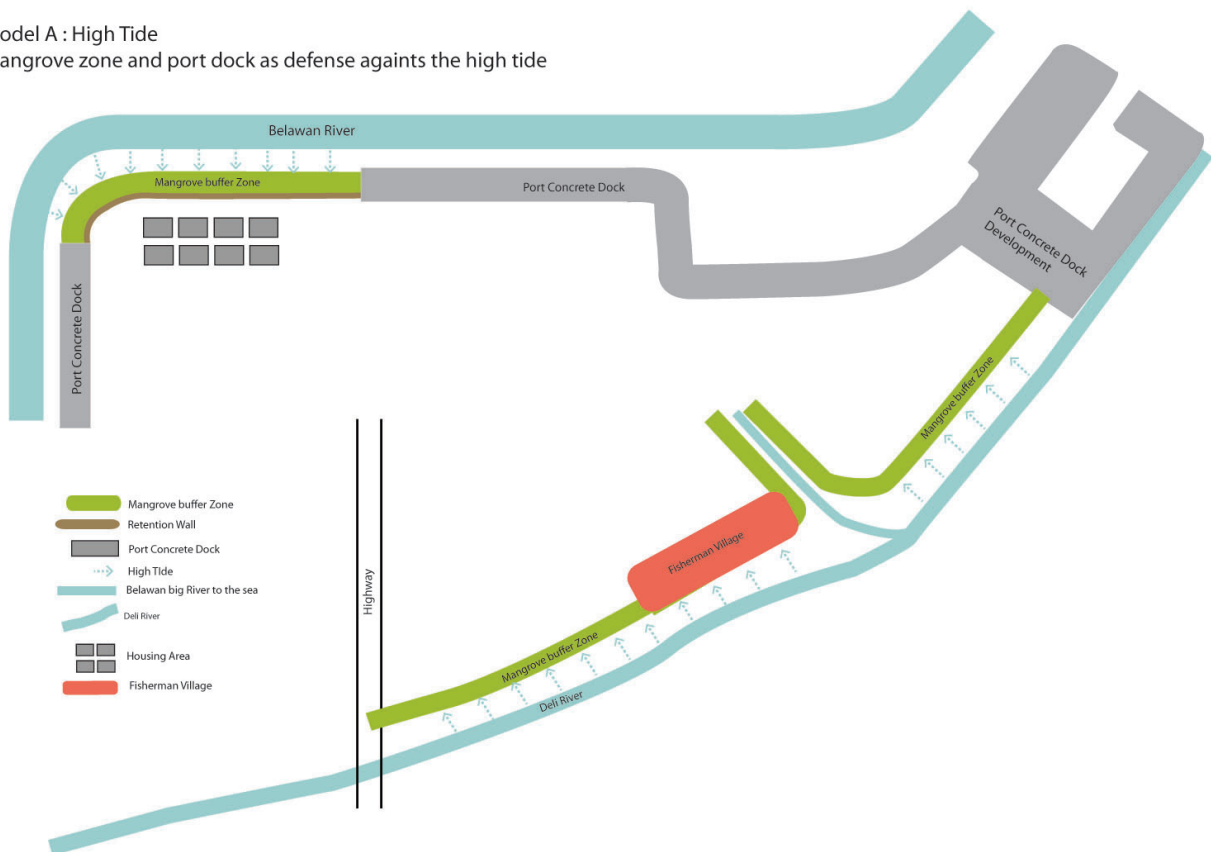 odel A : High Tide
angrove zone and port dock as defense againts the high tide
Belawan River
Mangrove buffer Zone
Port Concrete Dock
Port Concrete Dock
Development
Port Concrete Dock
Mangrove buffer Zone
Highway
Fisherman Village
Mangrove buffer Zone
Deli River
Mangrove buffer Zone
Retention Wall
Port Concrete Dock
High TIde
Belawan big River to the sea
Deli River
Housing Area
Fisherman Village